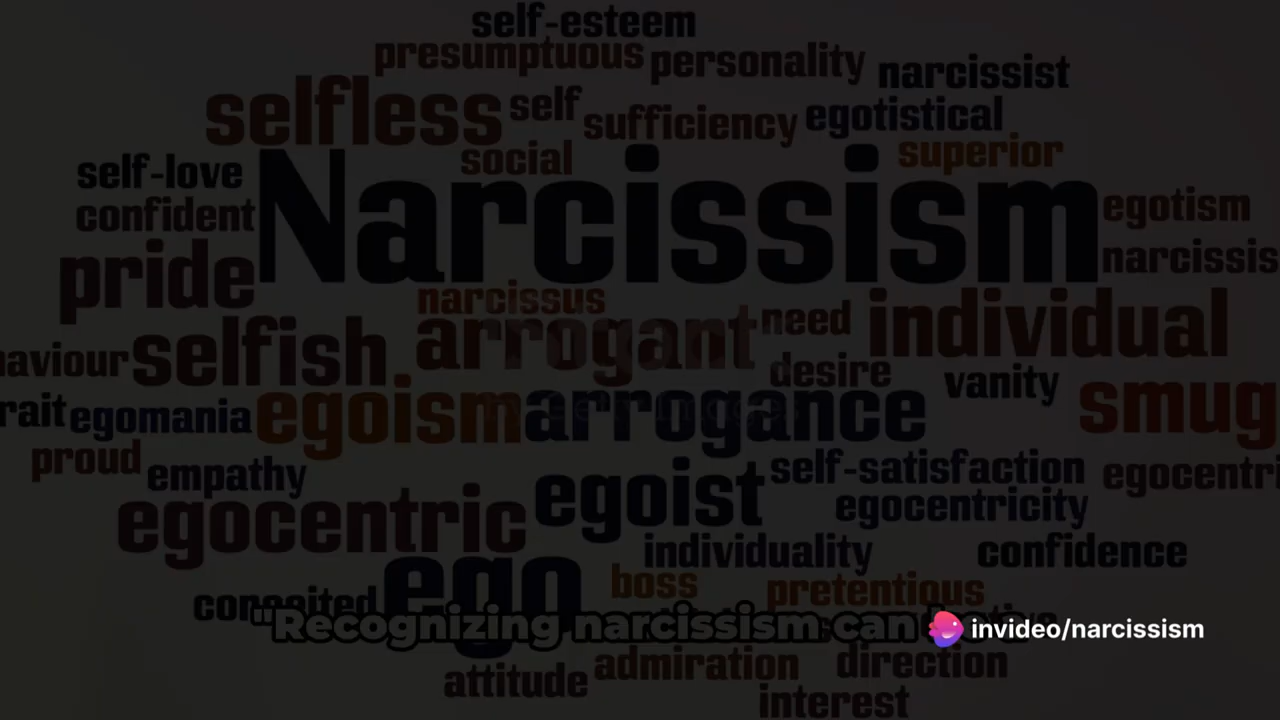 self-esteem
presumptuous personality narcissist
selfless self sufficiency egotistical
self-love social superior
confident Narcissism egotism
pride narcissis
narcissus
selfish arrogant need individual
haviour desire vanity
rait egomania egoism arrogance smug
proud empathy self-satisfaction egocentri
egocentric egoist egocentricity
individuality confidence
conceited ego boss pretentious
"Recognizing narcissism can
invideo/narcissism
attitude admiration direction
interest